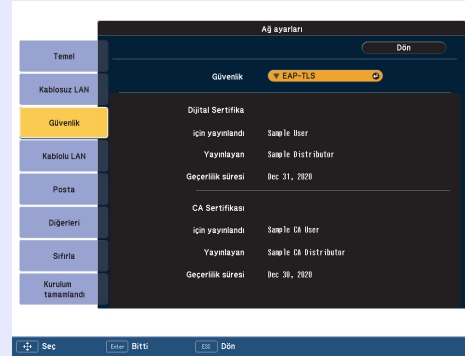 Ağ ayarları
Dön
Temel
Kablosuz LAN
Güvenlik
Kablolu LAN
Posta
Diğerleri
Sıfırla
Kurulum
tamamlandı
Güvenlik ▼ EAP-TLS
Dijital Sertifika
için yayınlandı Sample User
Yayınlayan Sample Distributor
Geçerlilik süresi Dec 31, 2020
CA Sertifikası
için yayınlandı Sample CA User
Yayınlayan Sample CA Distributor
Geçerlilik süresi Dec 30, 2020
Seç Enter Bitti ESC Dön